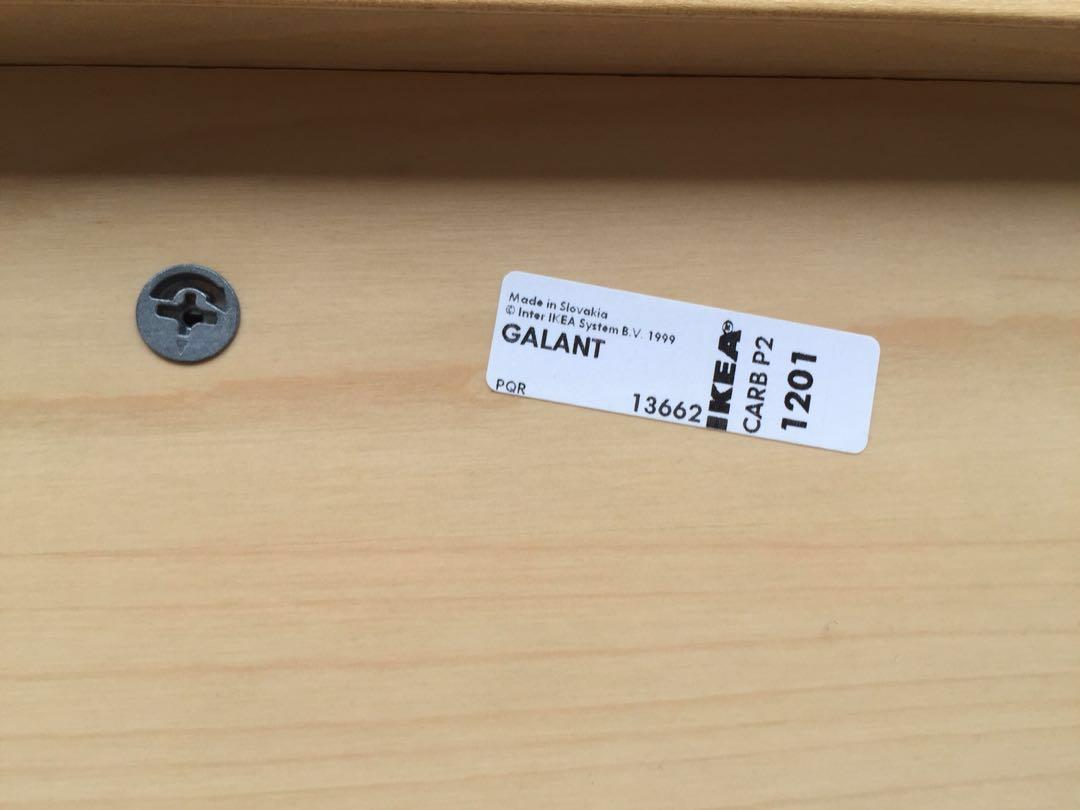 Made in Slovakia
© Inter IKEA System B.V. 1999
GALANT
PQR
13662
IKEA®
CARB P2
1201